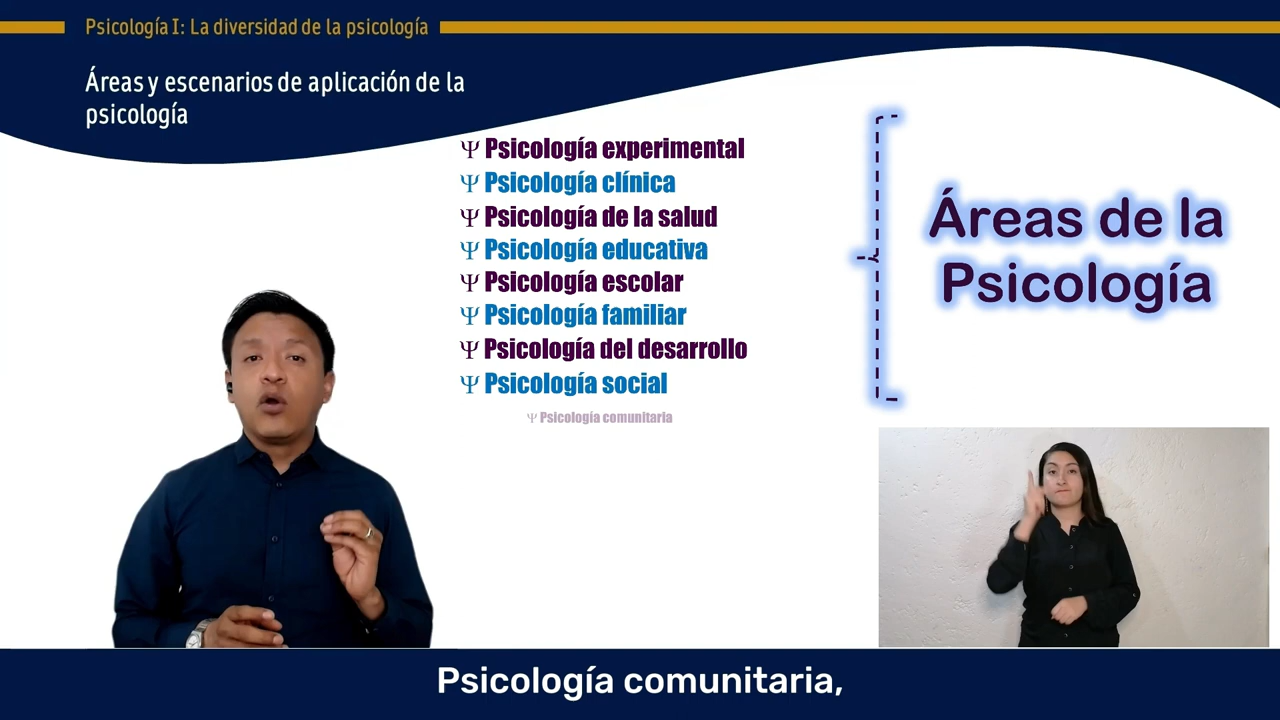 Psicología I: La diversidad de la psicología
Áreas y escenarios de aplicación de la
psicología
Ψ Psicología experimental
Ψ Psicología clínica
Ψ Psicología de la salud
Ψ Psicología educativa
Ψ Psicología escolar
Ψ Psicología familiar
Ψ Psicología del desarrollo
Ψ Psicología social
Ψ Psicología comunitaria
Áreas de la
Psicología
Psicología comunitaria,